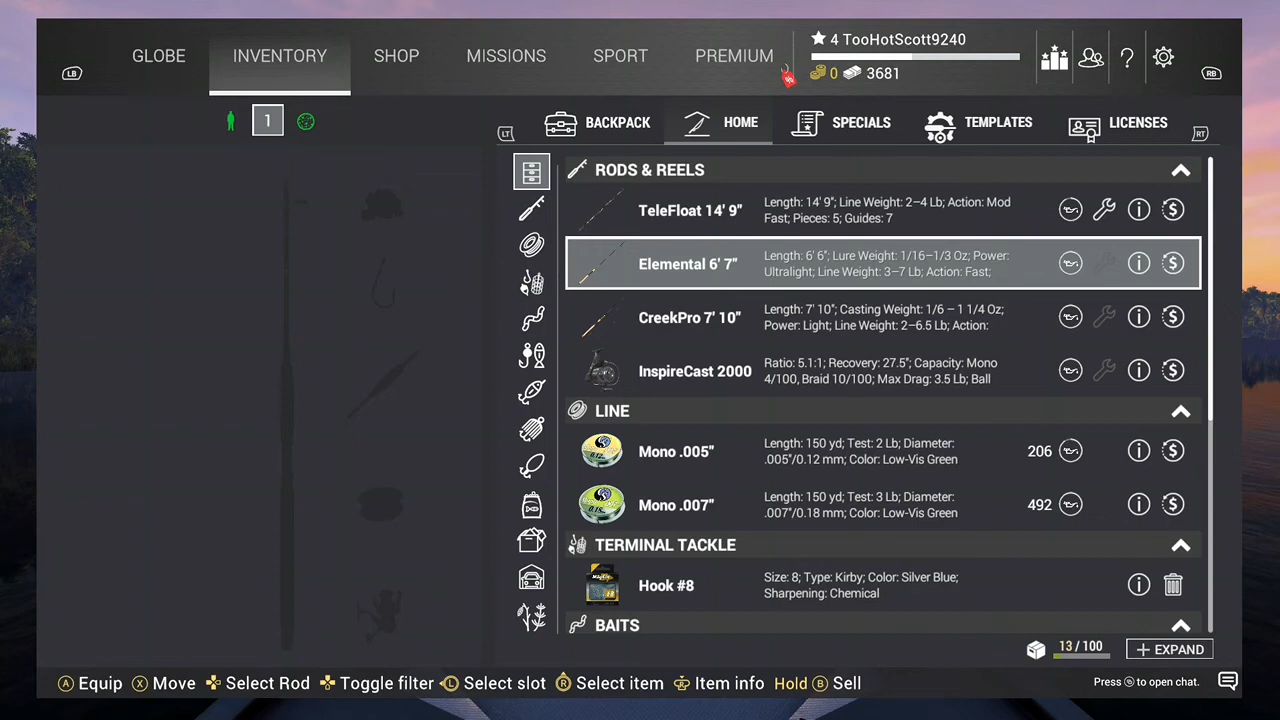 GLOBE INVENTORY SHOP MISSIONS SPORT PREMIUM
4 TooHotScott9240
0 3681
LB
RB
1
LT
BACKPACK HOME SPECIALS TEMPLATES LICENSES
RT
RODS & REELS
TeleFloat 14' 9"
Length: 14' 9"; Line Weight: 2–4 Lb; Action: Mod
Fast; Pieces: 5; Guides: 7
Elemental 6' 7"
Length: 6' 6"; Lure Weight: 1/16–1/3 Oz; Power:
Ultralight; Line Weight: 3–7 Lb; Action: Fast;
CreekPro 7' 10"
Length: 7' 10"; Casting Weight: 1/6 – 1 1/4 Oz;
Power: Light; Line Weight: 2–6.5 Lb; Action:
InspireCast 2000
Ratio: 5.1:1; Recovery: 27.5"; Capacity: Mono
4/100, Braid 10/100; Max Drag: 3.5 Lb; Ball
LINE
Mono .005"
Length: 150 yd; Test: 2 Lb; Diameter:
.005"/0.12 mm; Color: Low-Vis Green
206
Mono .007"
Length: 150 yd; Test: 3 Lb; Diameter:
.007"/0.18 mm; Color: Low-Vis Green
492
TERMINAL TACKLE
Hook #8
Size: 8; Type: Kirby; Color: Silver Blue;
Sharpening: Chemical
BAITS
13 / 100
+ EXPAND
A Equip X Move Select Rod Toggle filter L Select slot R Select item Item info Hold B Sell
Press to open chat.